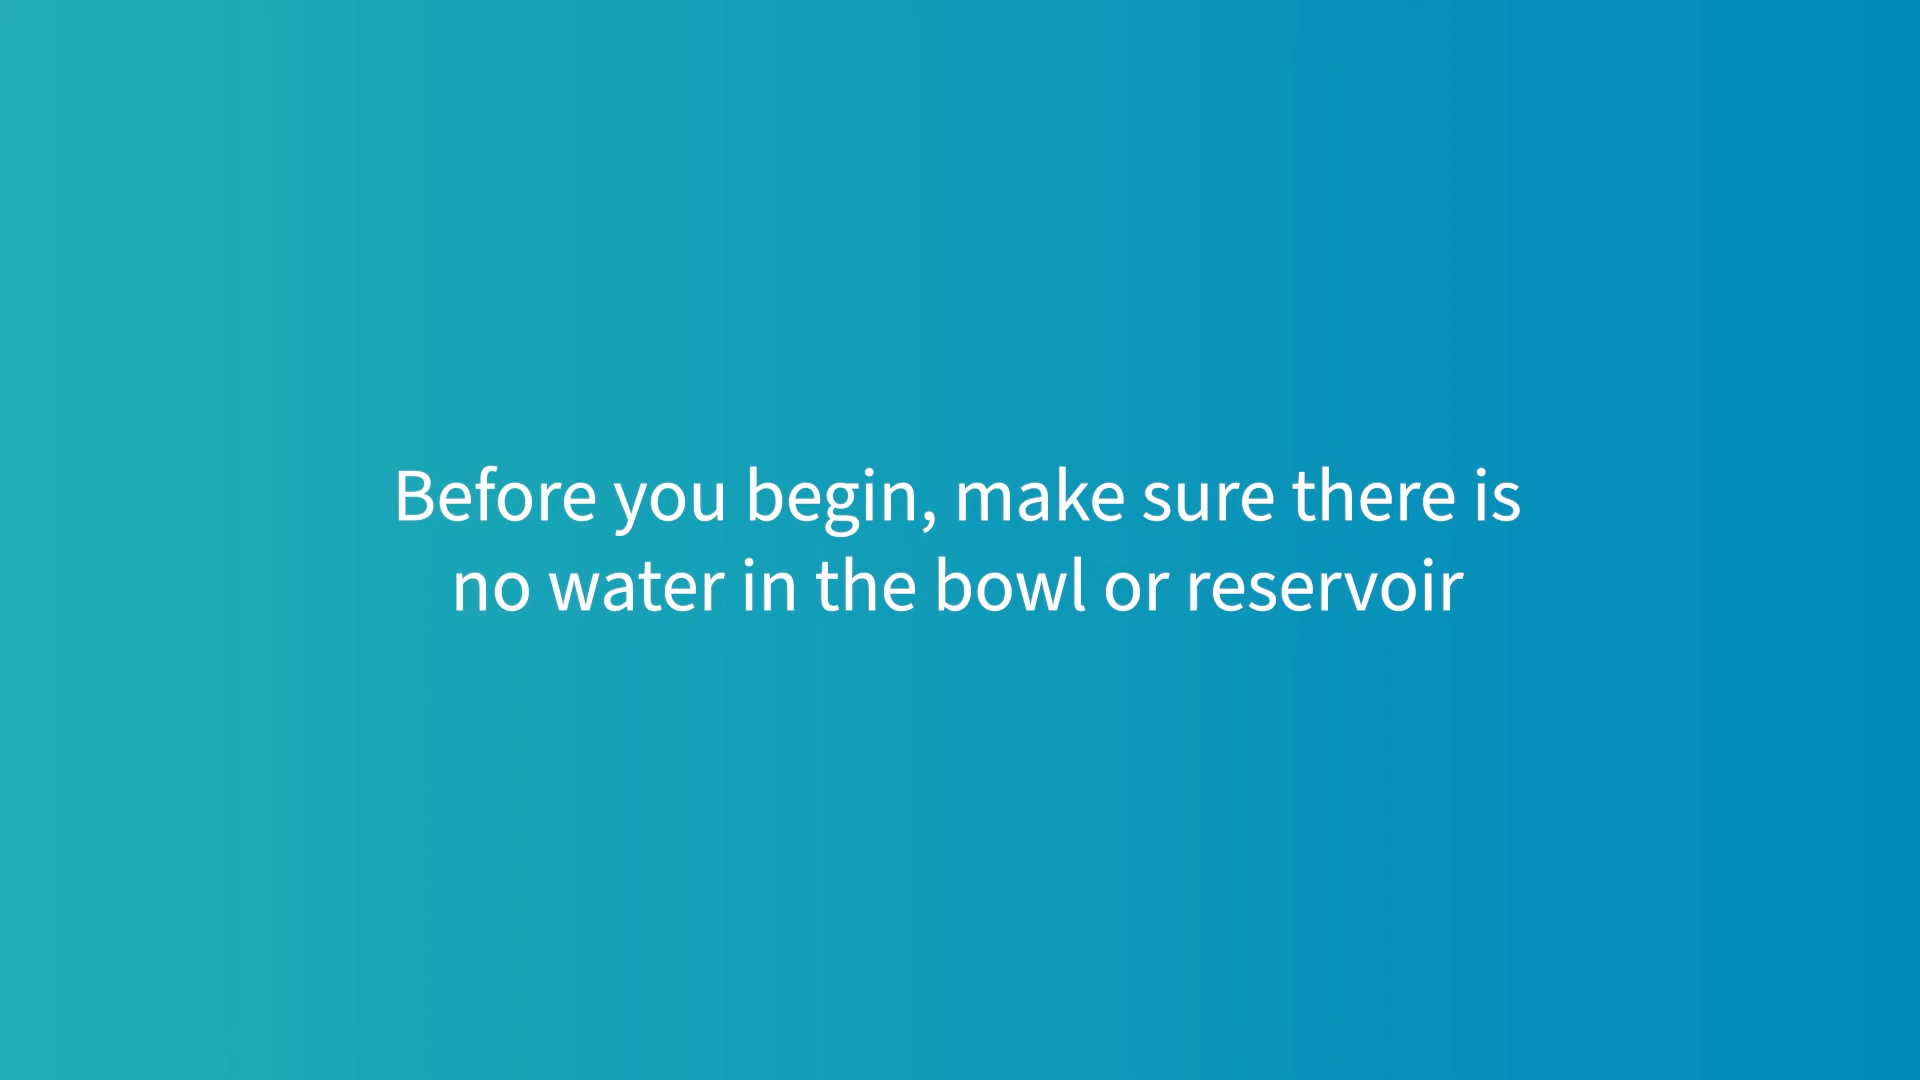 Before you begin, make sure there is
no water in the bowl or reservoir